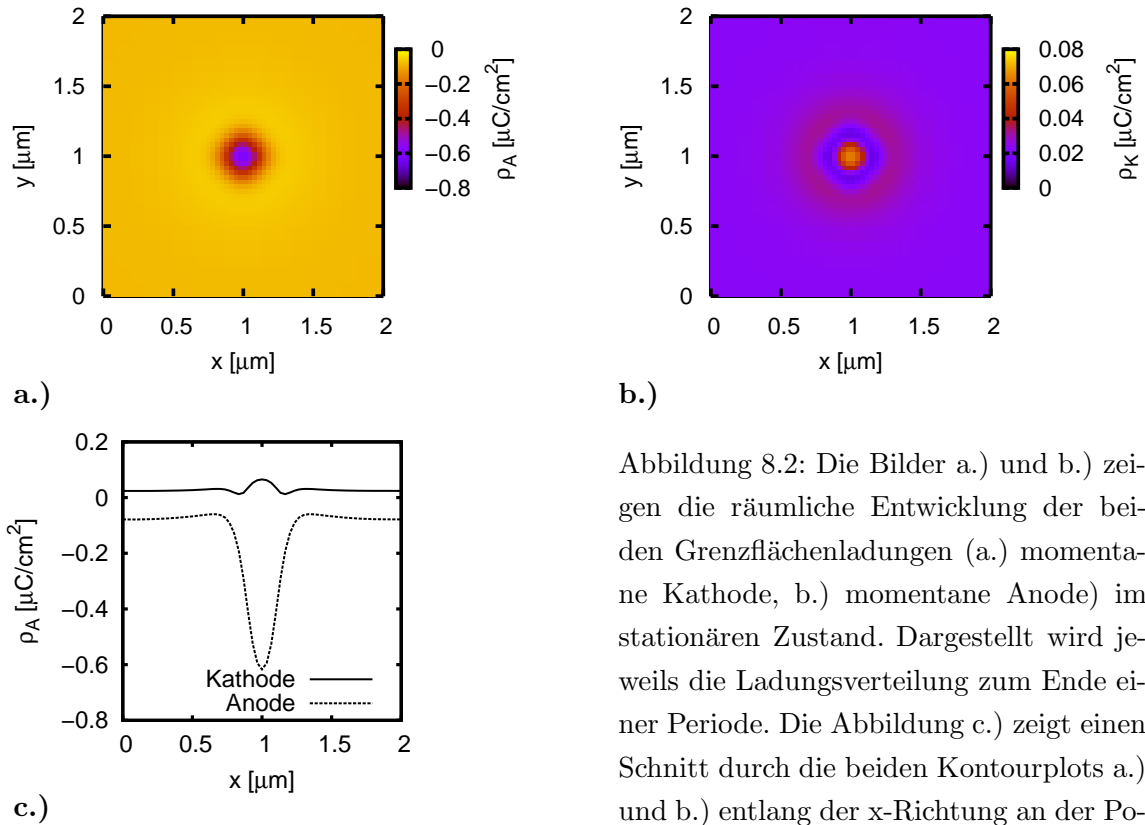 2
1.5
1
0.5
0
y [μm]
0 0.5 1 1.5 2
x [μm]
0
−0.2
−0.4
−0.6
−0.8
ρA [μC/cm²]
a.)
2
1.5
1
0.5
0
y [μm]
0 0.5 1 1.5 2
x [μm]
0.08
0.06
0.04
0.02
0
ρK [μC/cm²]
b.)
0.2
0
−0.2
−0.4
−0.6
−0.8
ρA [μC/cm²]
Kathode
Anode
0 0.5 1 1.5 2
x [μm]
c.)
Abbildung 8.2: Die Bilder a.) und b.) zei-
gen die räumliche Entwicklung der bei-
den Grenzflächenladungen (a.) momenta-
ne Kathode, b.) momentane Anode) im
stationären Zustand. Dargestellt wird je-
weils die Ladungsverteilung zum Ende ei-
ner Periode. Die Abbildung c.) zeigt einen
Schnitt durch die beiden Kontourplots a.)
und b.) entlang der x-Richtung an der Po-